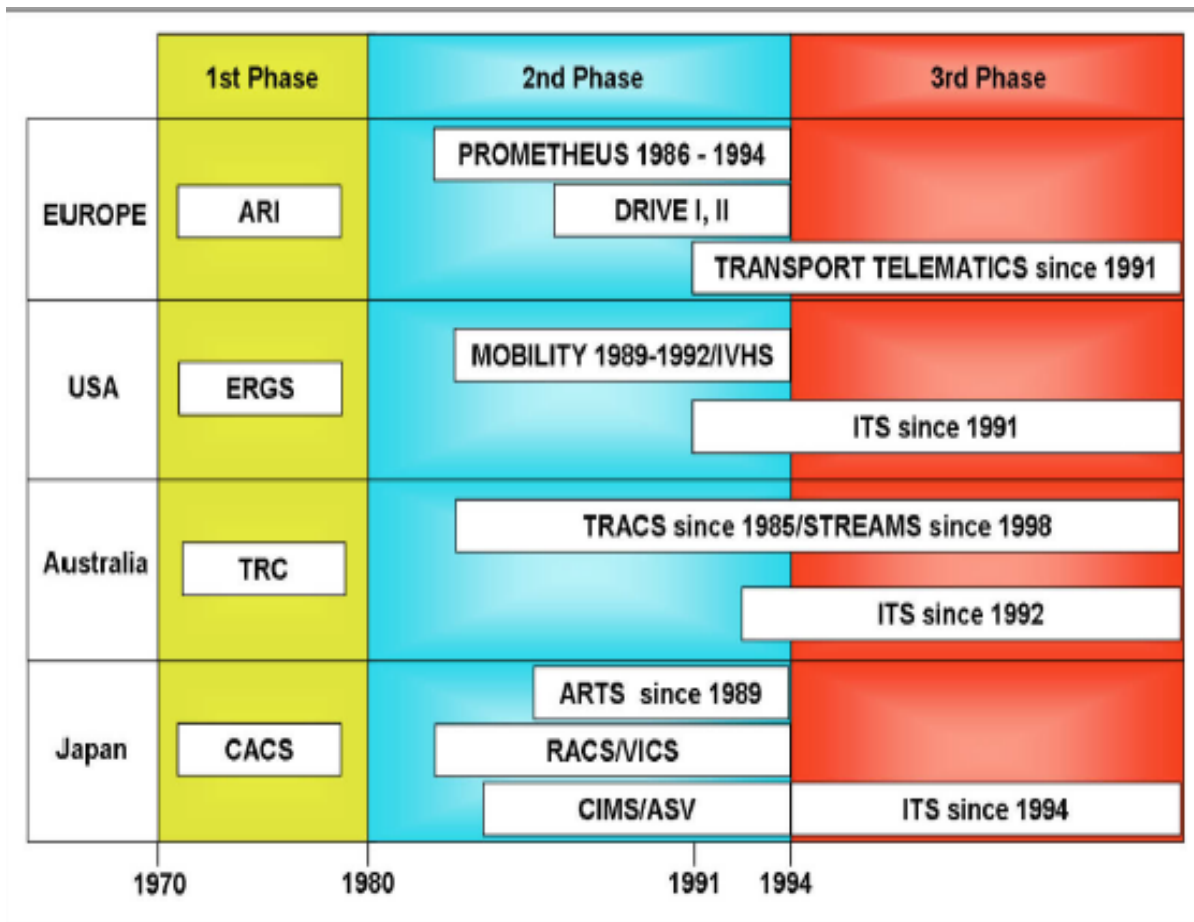 1st Phase
2nd Phase
3rd Phase
EUROPE
ARI
PROMETHEUS 1986 - 1994
DRIVE I, II
TRANSPORT TELEMATICS since 1991
USA
ERGS
MOBILITY 1989-1992/IVHS
ITS since 1991
Australia
TRC
TRACS since 1985/STREAMS since 1998
ITS since 1992
Japan
CACS
ARTS since 1989
RACS/VICS
CIMS/ASV
ITS since 1994
1970
1980
1991
1994